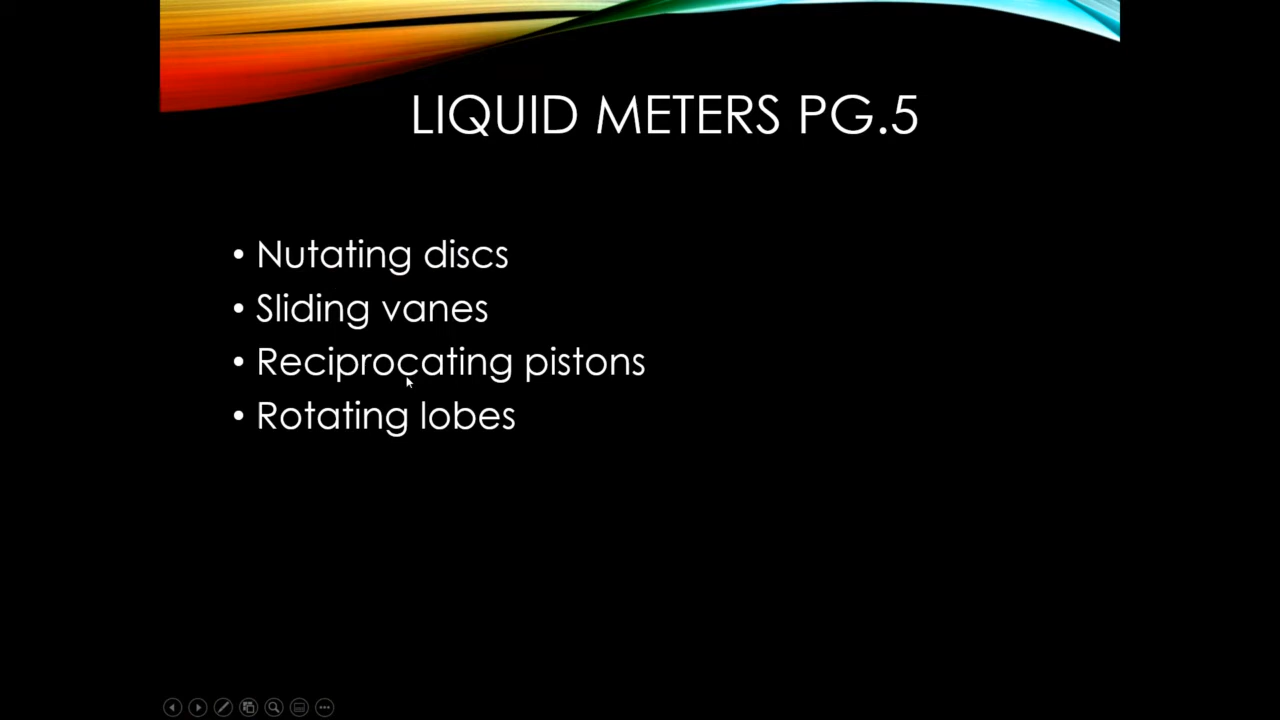 LIQUID METERS PG.5
• Nutating discs
• Sliding vanes
• Reciprocating pistons
• Rotating lobes